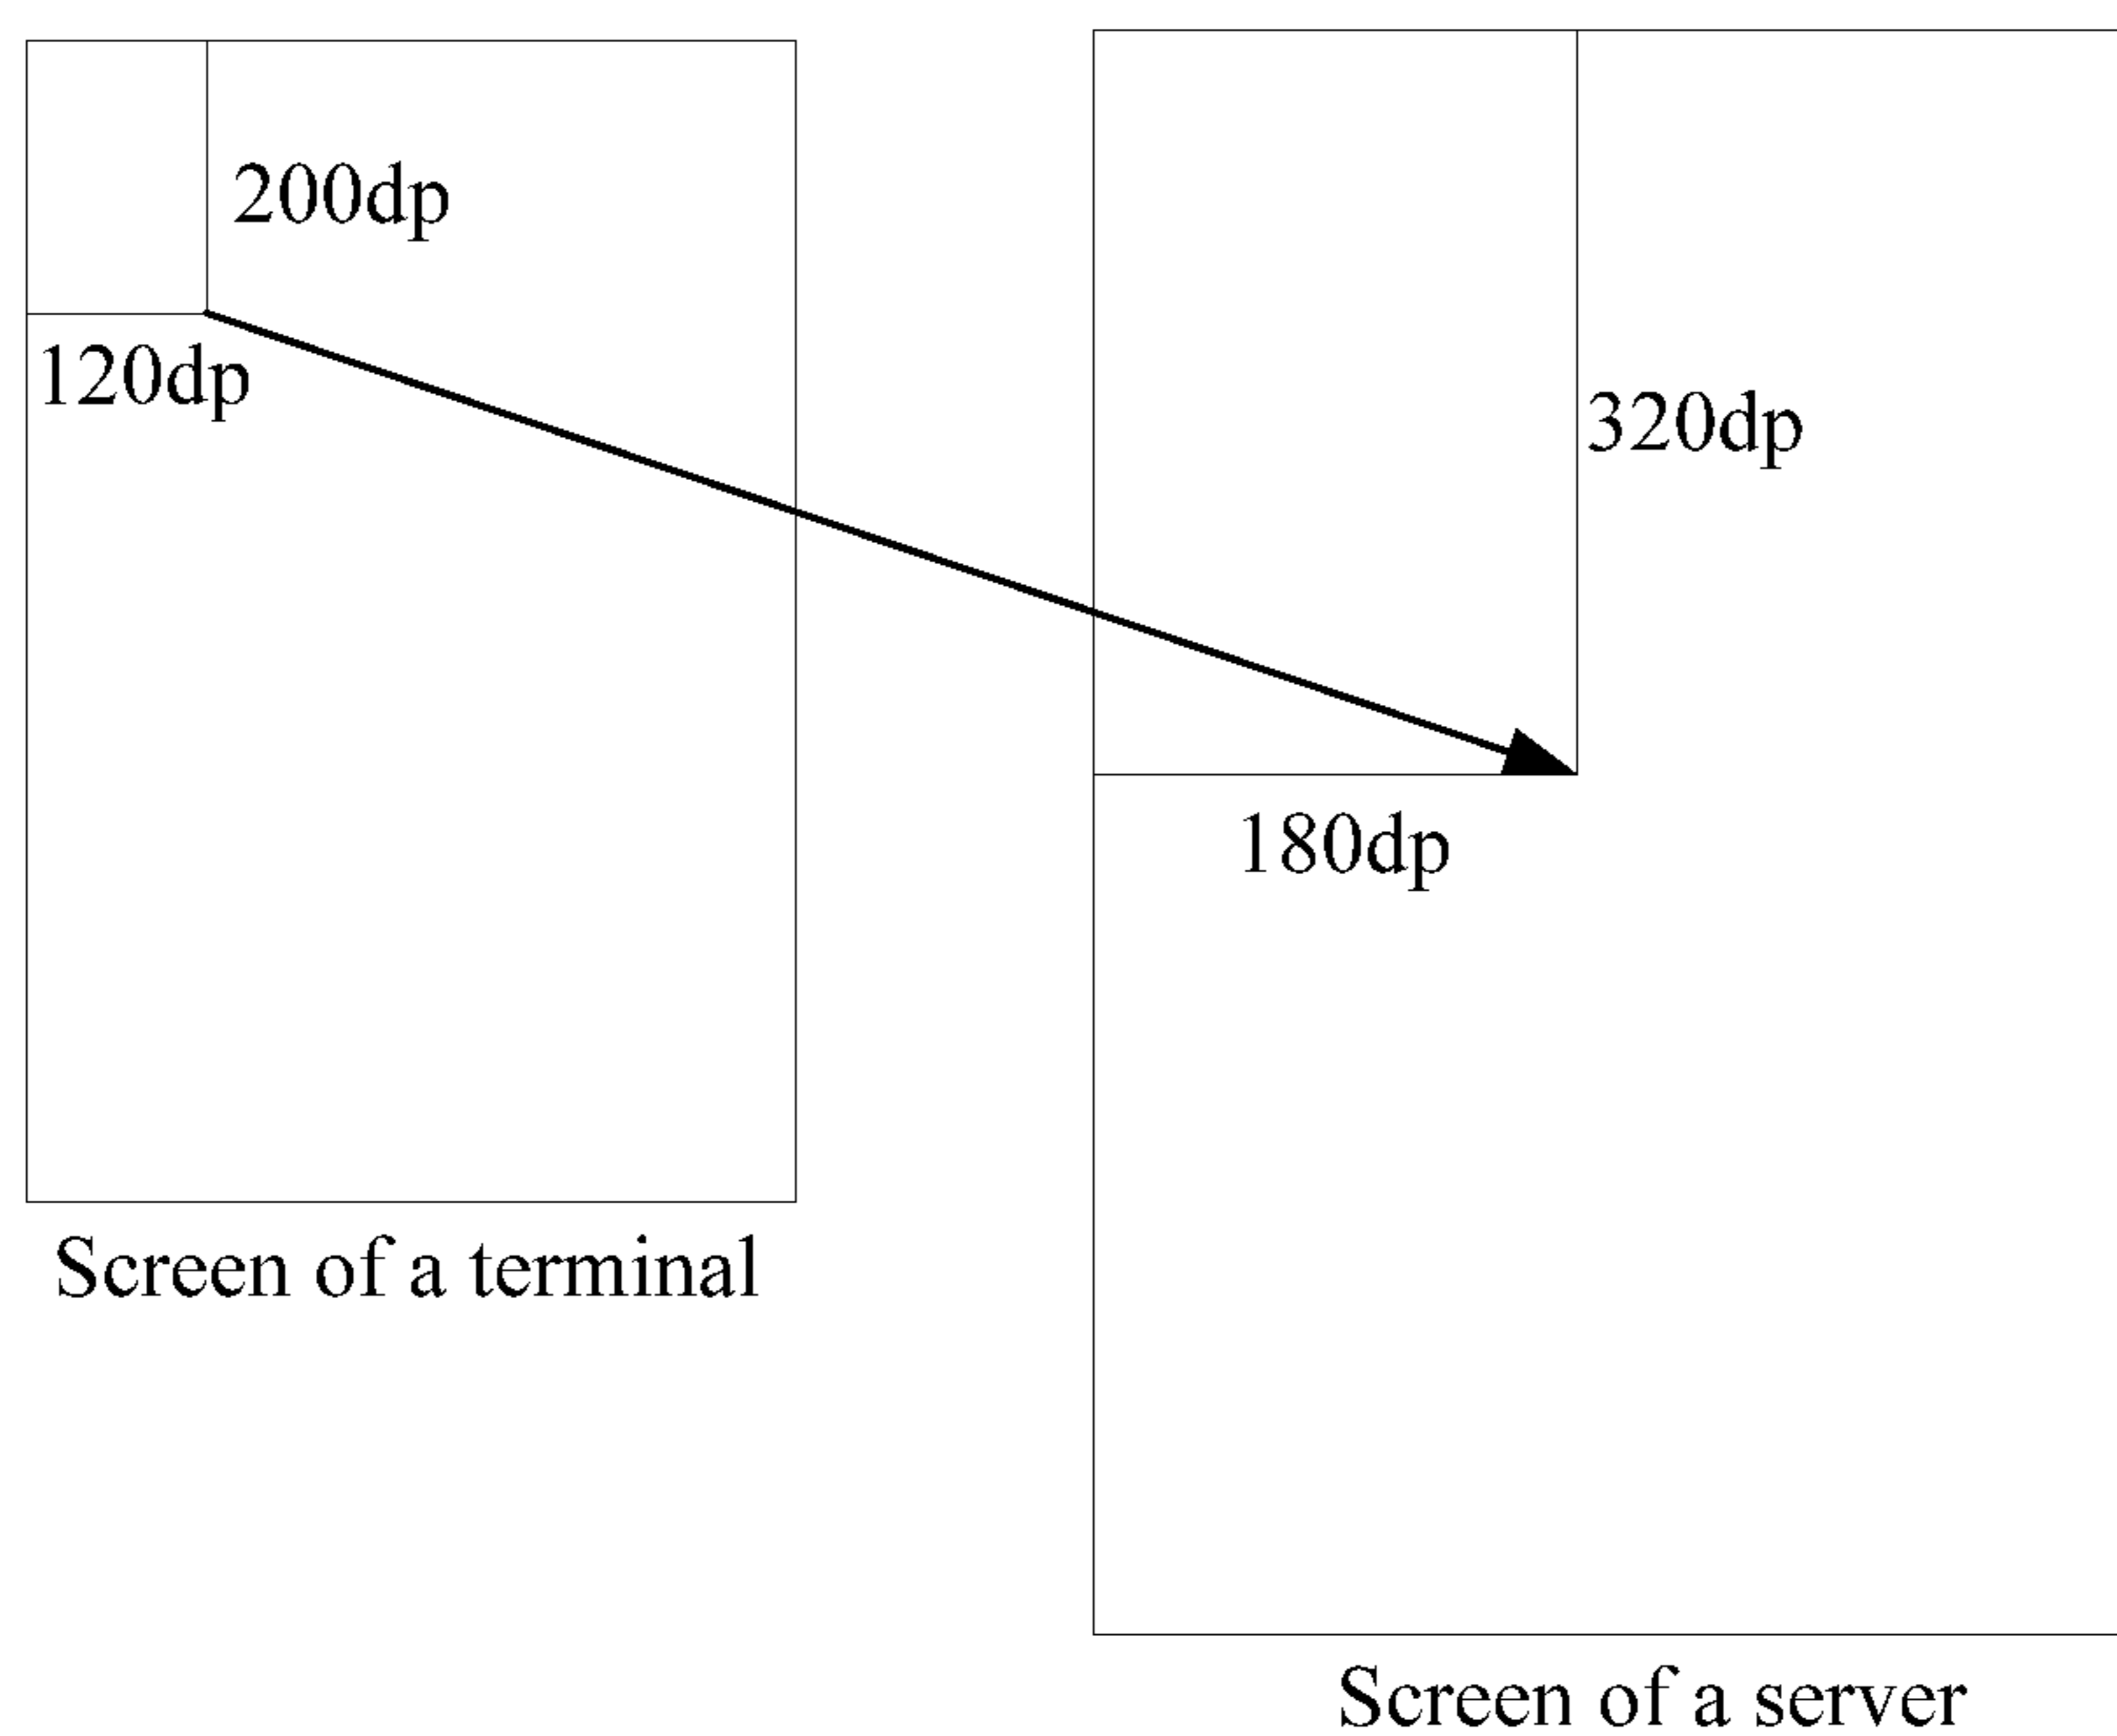 200dp
120dp
320dp
180dp
Screen of a terminal
Screen of a server